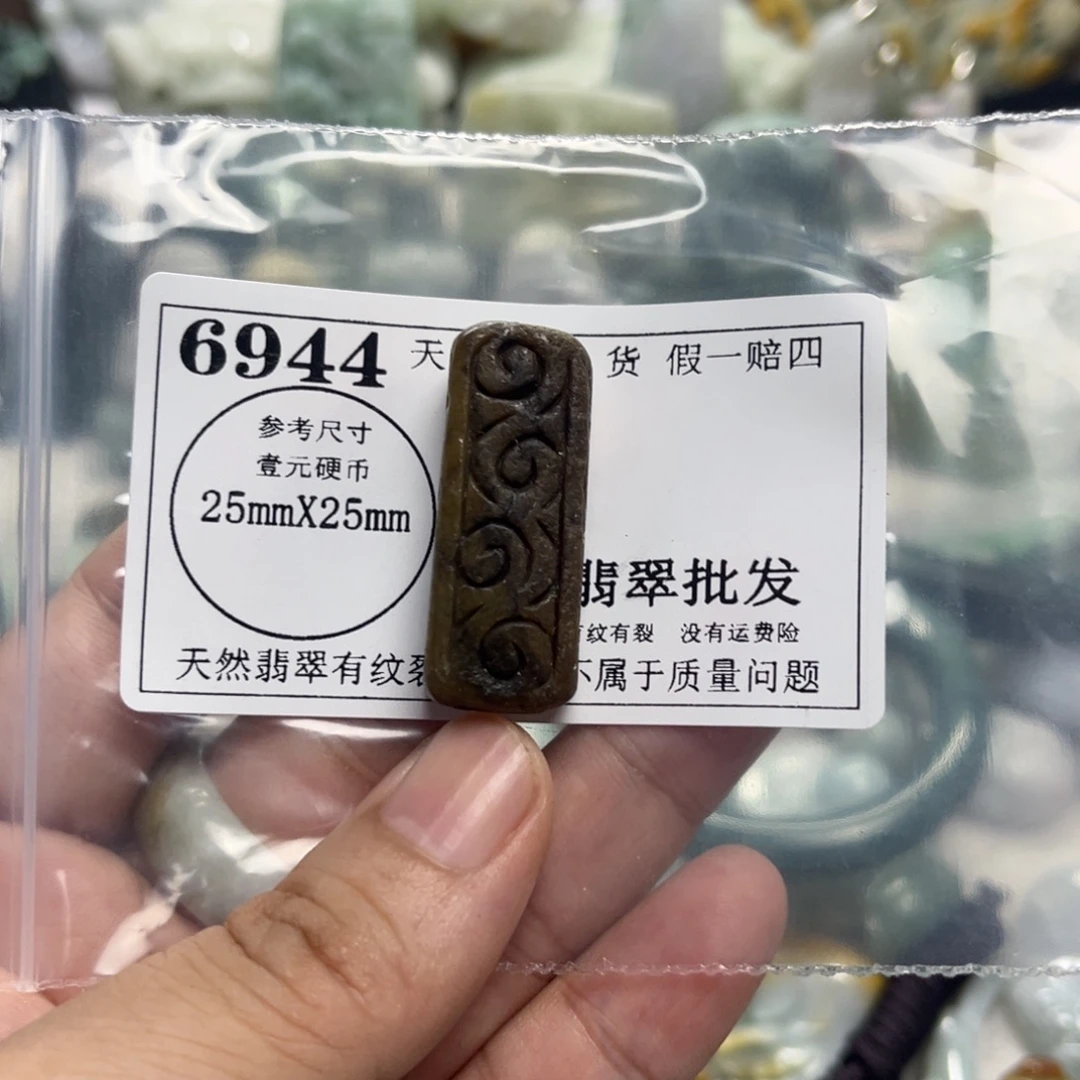 6944 天 货 假一赔四
参考尺寸
壹元硬币
25mmX25mm
翡翠批发
纹有裂 没有运费险
天然翡翠有纹裂 不属于质量问题